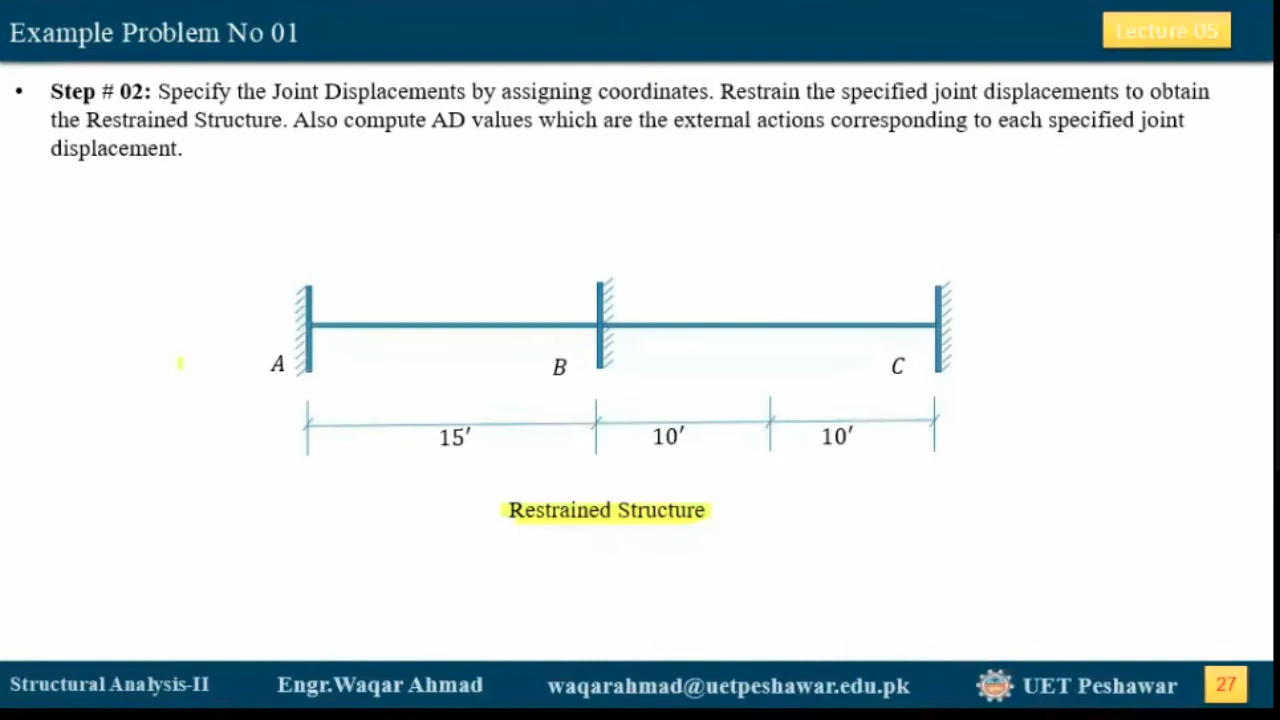 Example Problem No 01
Lecture 05
• Step # 02: Specify the Joint Displacements by assigning coordinates. Restrain the specified joint displacements to obtain
the Restrained Structure. Also compute AD values which are the external actions corresponding to each specified joint
displacement.
A B C
15′ 10′ 10′
Restrained Structure
Structural Analysis-II Engr.Waqar Ahmad waqarahmad@uetpeshawar.edu.pk UET Peshawar 27